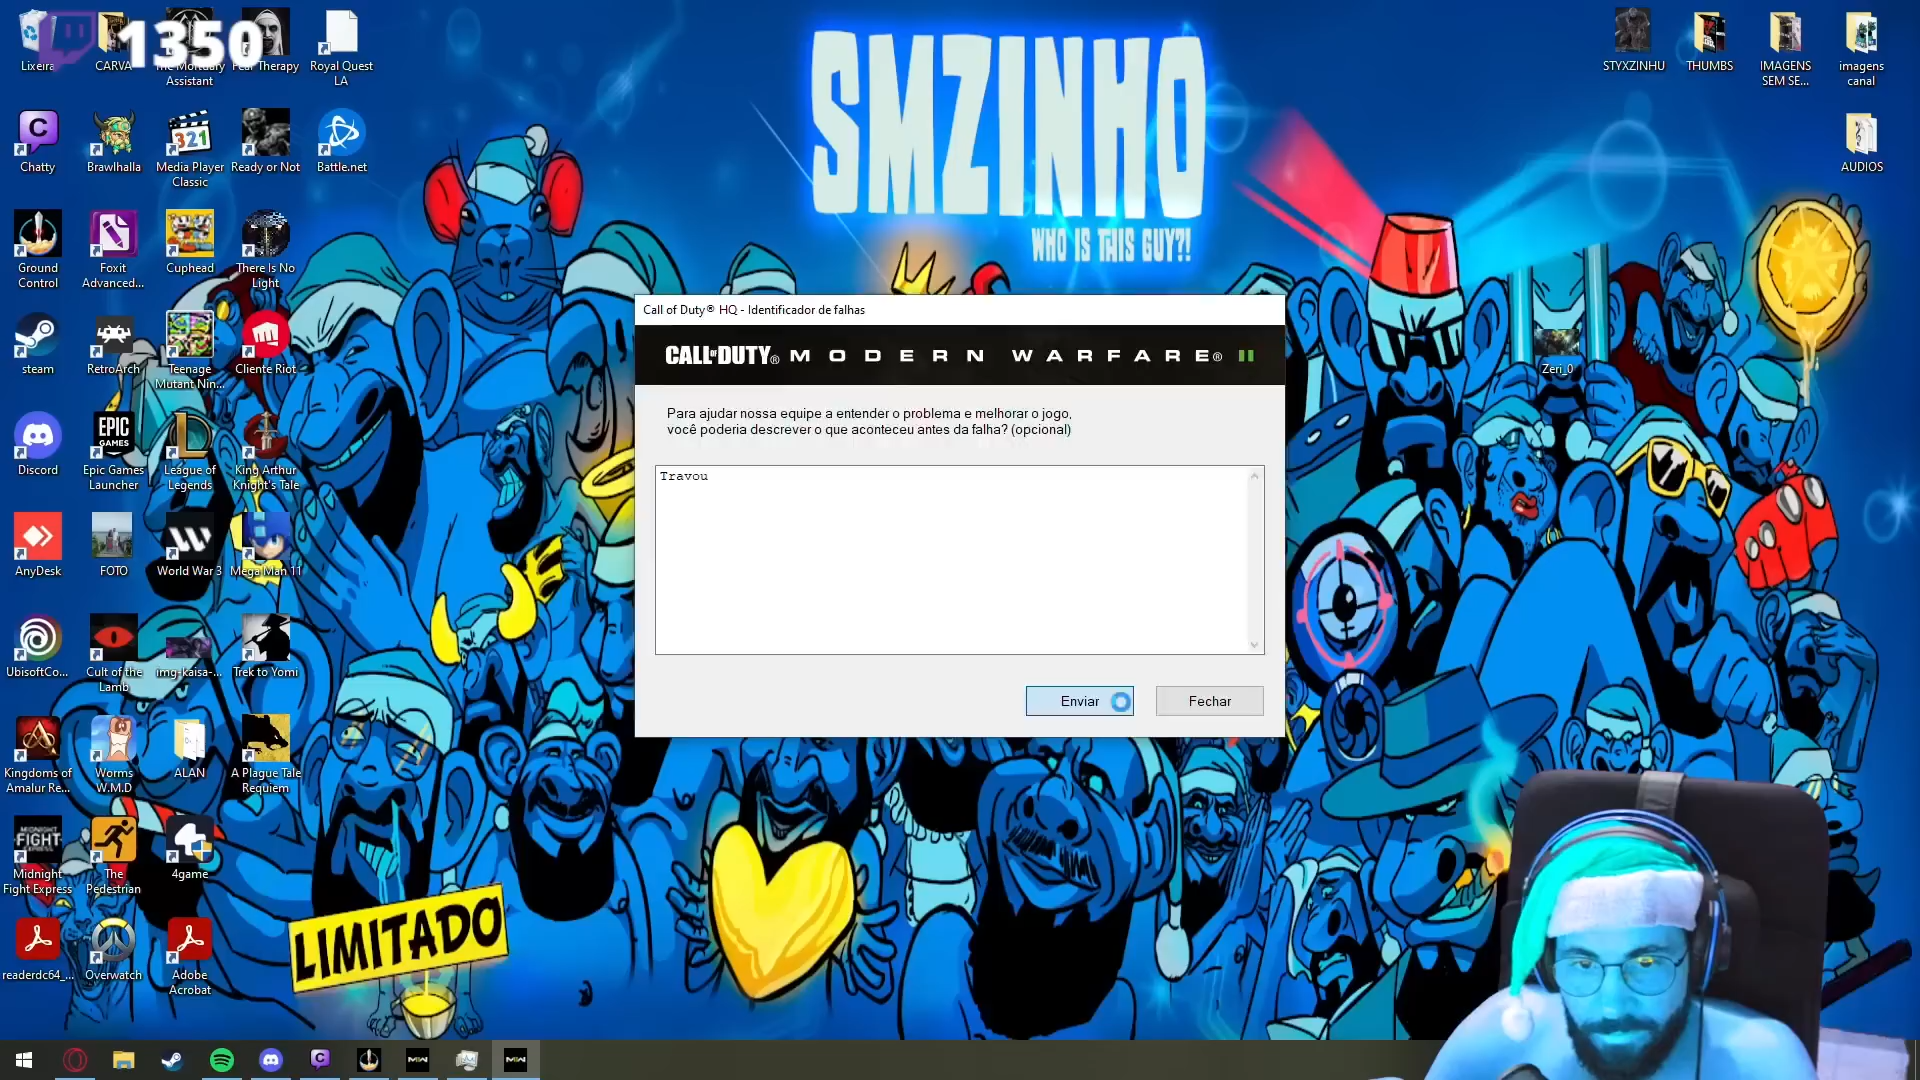 1350
Lixeira
CARVA
The Mortuary
Assistant
Fear Therapy
Royal Quest
LA
Chatty
Brawlhalla
Media Player
Classic
Ready or Not
Battle.net
Ground
Control
Foxit
Advanced...
Cuphead
There Is No
Light
steam
RetroArch
Teenage
Mutant Nin...
Cliente Riot
Discord
EPIC
GAMES
Epic Games
Launcher
League of
Legends
King Arthur
Knight's Tale
AnyDesk
FOTO
World War 3
Mega Man 11
UbisoftCo...
Cult of the
Lamb
img-kaisa-...
Trek to Yomi
Kingdoms of
Amalur Re...
Worms
W.M.D
ALAN
A Plague Tale
Requiem
MIDNIGHT
FIGHT
EXPRESS
Midnight
Fight Express
The
Pedestrian
4game
readerdc64_...
Overwatch
Adobe
Acrobat
SMZINHO
WHO IS THIS GUY?!
LIMITADO
STYXZINHU
THUMBS
IMAGENS
SEM SE...
imagens
canal
AUDIOS
Zeri_0
Call of Duty® HQ - Identificador de falhas
CALL OF DUTY® MODERN WARFARE® II
Para ajudar nossa equipe a entender o problema e melhorar o jogo,
você poderia descrever o que aconteceu antes da falha? (opcional)
Travou
Enviar
Fechar